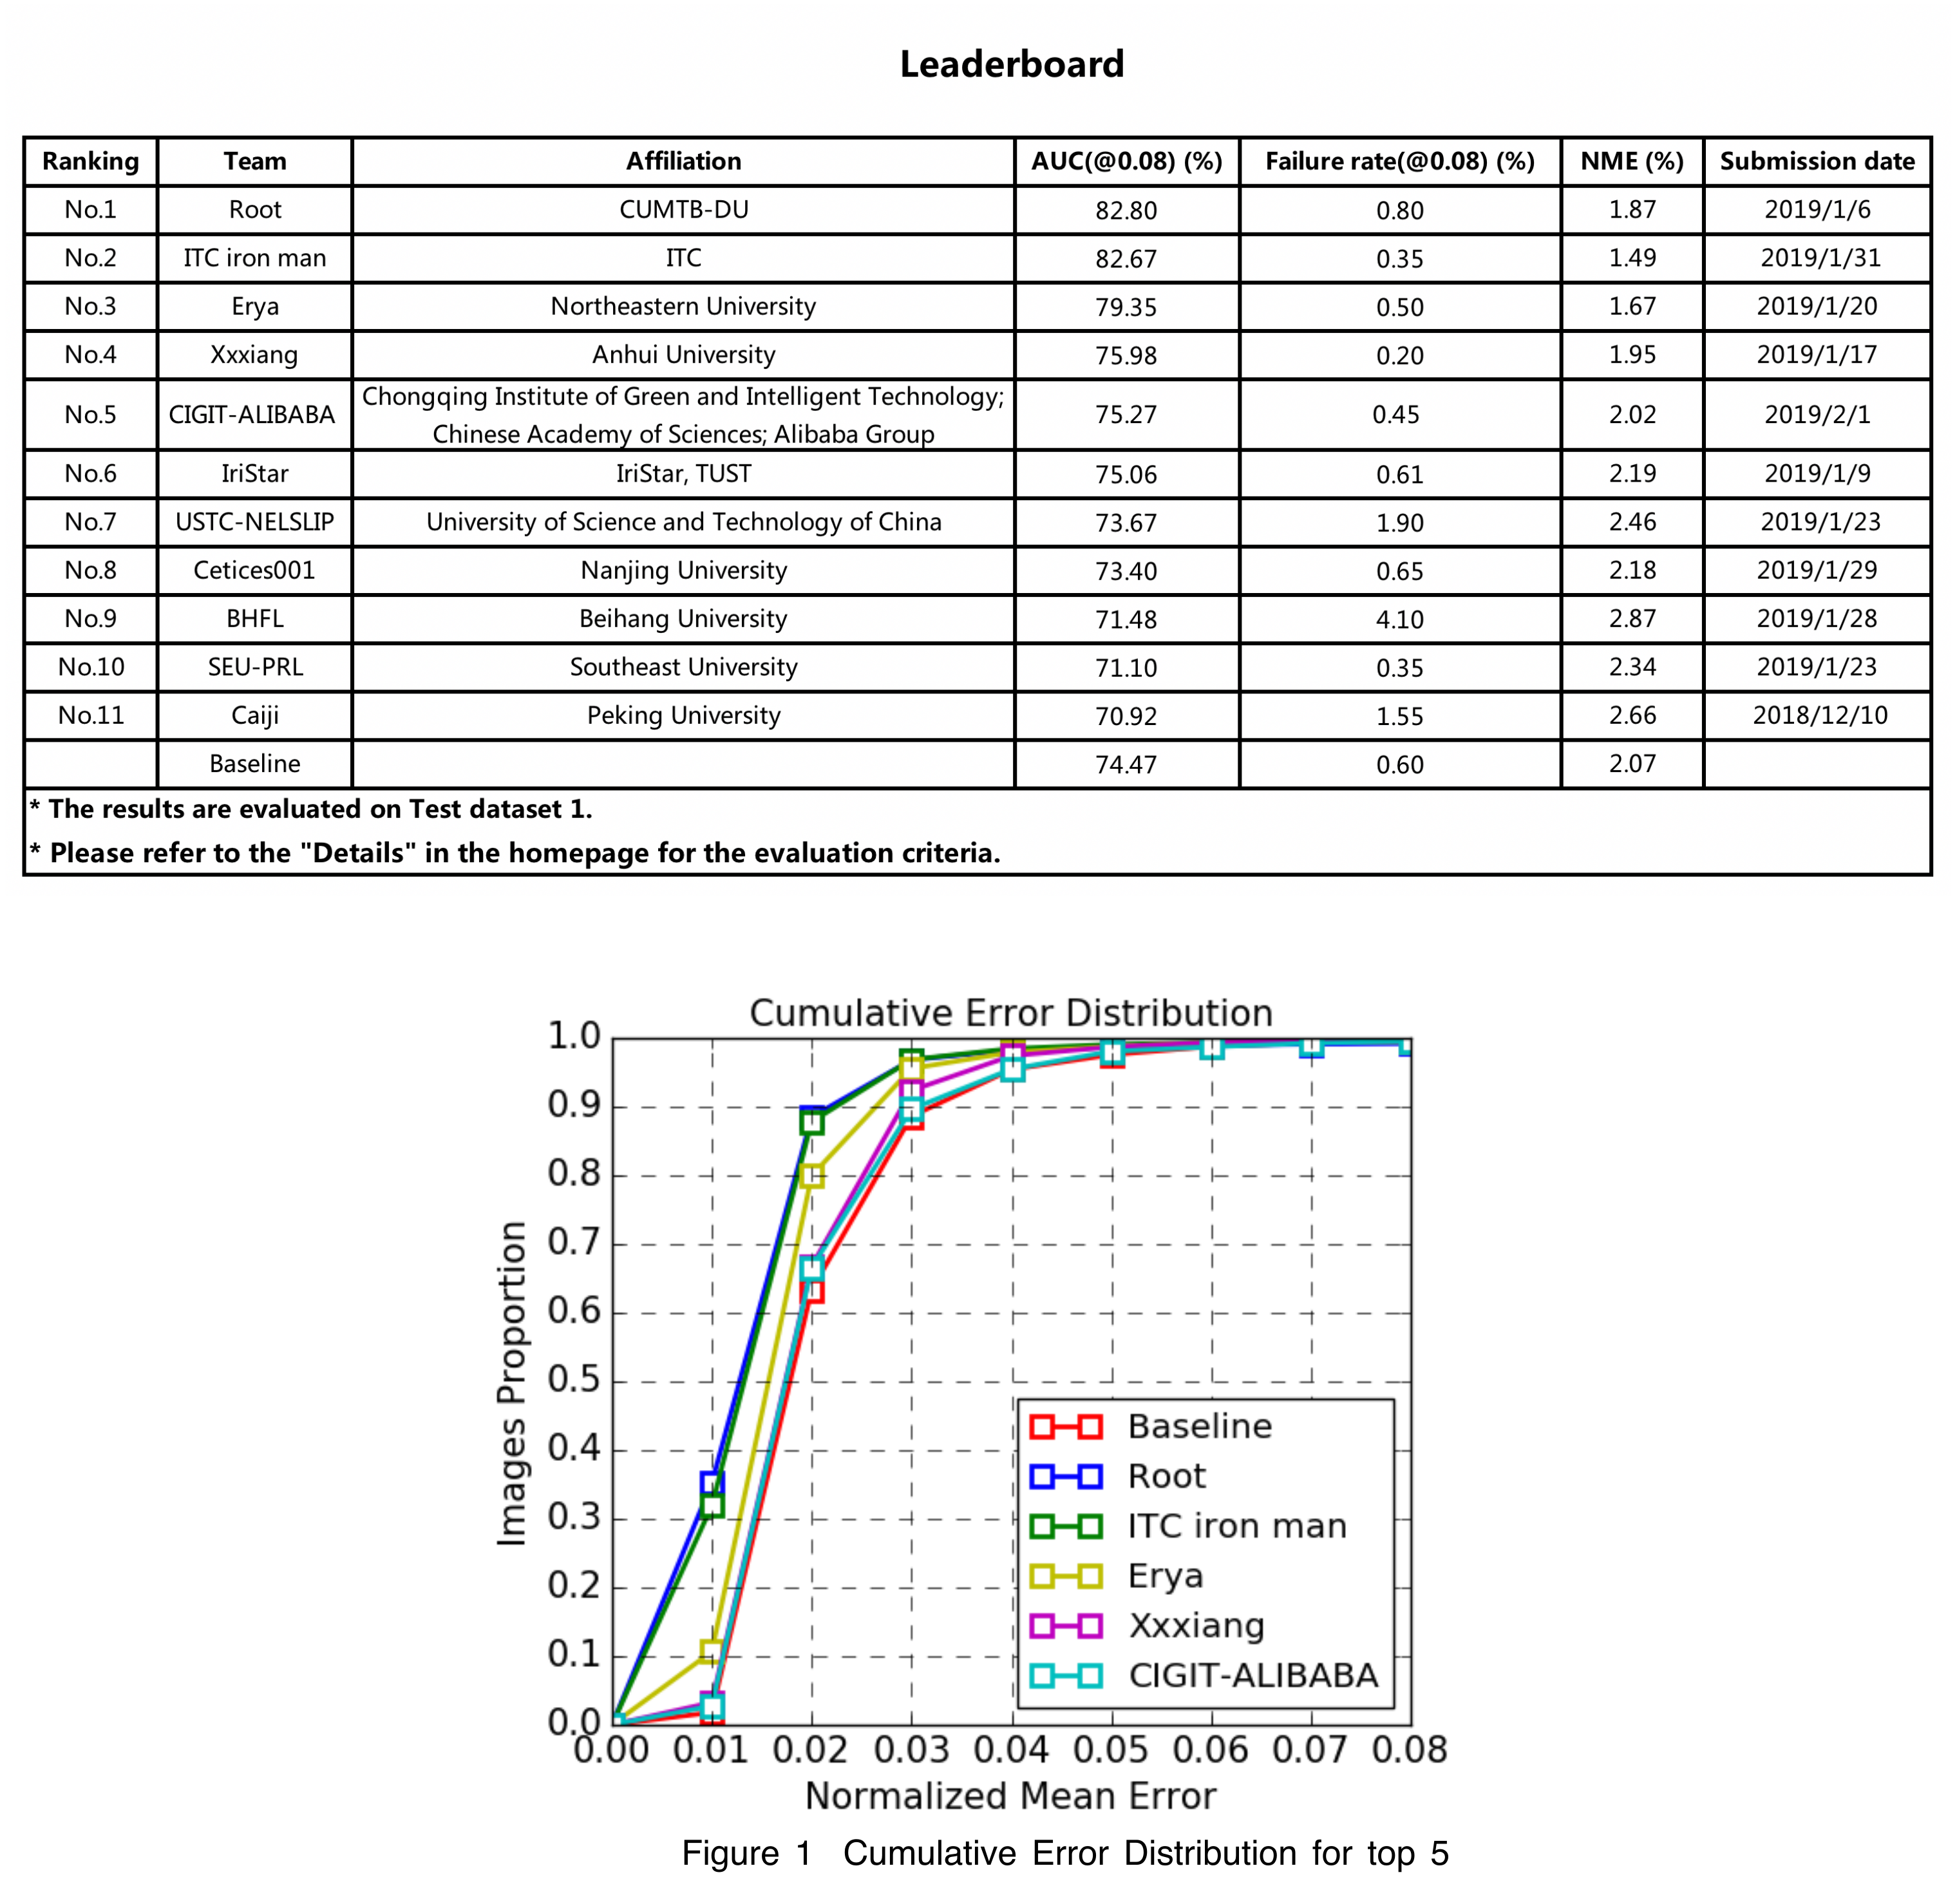 Leaderboard
Ranking Team Affiliation AUC(@0.08) (%) Failure rate(@0.08) (%) NME (%) Submission date
No.1 Root CUMTB-DU 82.80 0.80 1.87 2019/1/6
No.2 ITC iron man ITC 82.67 0.35 1.49 2019/1/31
No.3 Erya Northeastern University 79.35 0.50 1.67 2019/1/20
No.4 Xxxiang Anhui University 75.98 0.20 1.95 2019/1/17
No.5 CIGIT-ALIBABA Chongqing Institute of Green and Intelligent Technology;
Chinese Academy of Sciences; Alibaba Group 75.27 0.45 2.02 2019/2/1
No.6 IriStar IriStar, TUST 75.06 0.61 2.19 2019/1/9
No.7 USTC-NELSLIP University of Science and Technology of China 73.67 1.90 2.46 2019/1/23
No.8 Cetices001 Nanjing University 73.40 0.65 2.18 2019/1/29
No.9 BHFL Beihang University 71.48 4.10 2.87 2019/1/28
No.10 SEU-PRL Southeast University 71.10 0.35 2.34 2019/1/23
No.11 Caiji Peking University 70.92 1.55 2.66 2018/12/10
Baseline 74.47 0.60 2.07
* The results are evaluated on Test dataset 1.
* Please refer to the "Details" in the homepage for the evaluation criteria.
Cumulative Error Distribution
1.0
0.9
0.8
0.7
0.6
0.5
0.4
0.3
0.2
0.1
0.0
Images Proportion
Baseline
Root
ITC iron man
Erya
Xxxiang
CIGIT-ALIBABA
0.00 0.01 0.02 0.03 0.04 0.05 0.06 0.07 0.08
Normalized Mean Error
Figure 1 Cumulative Error Distribution for top 5